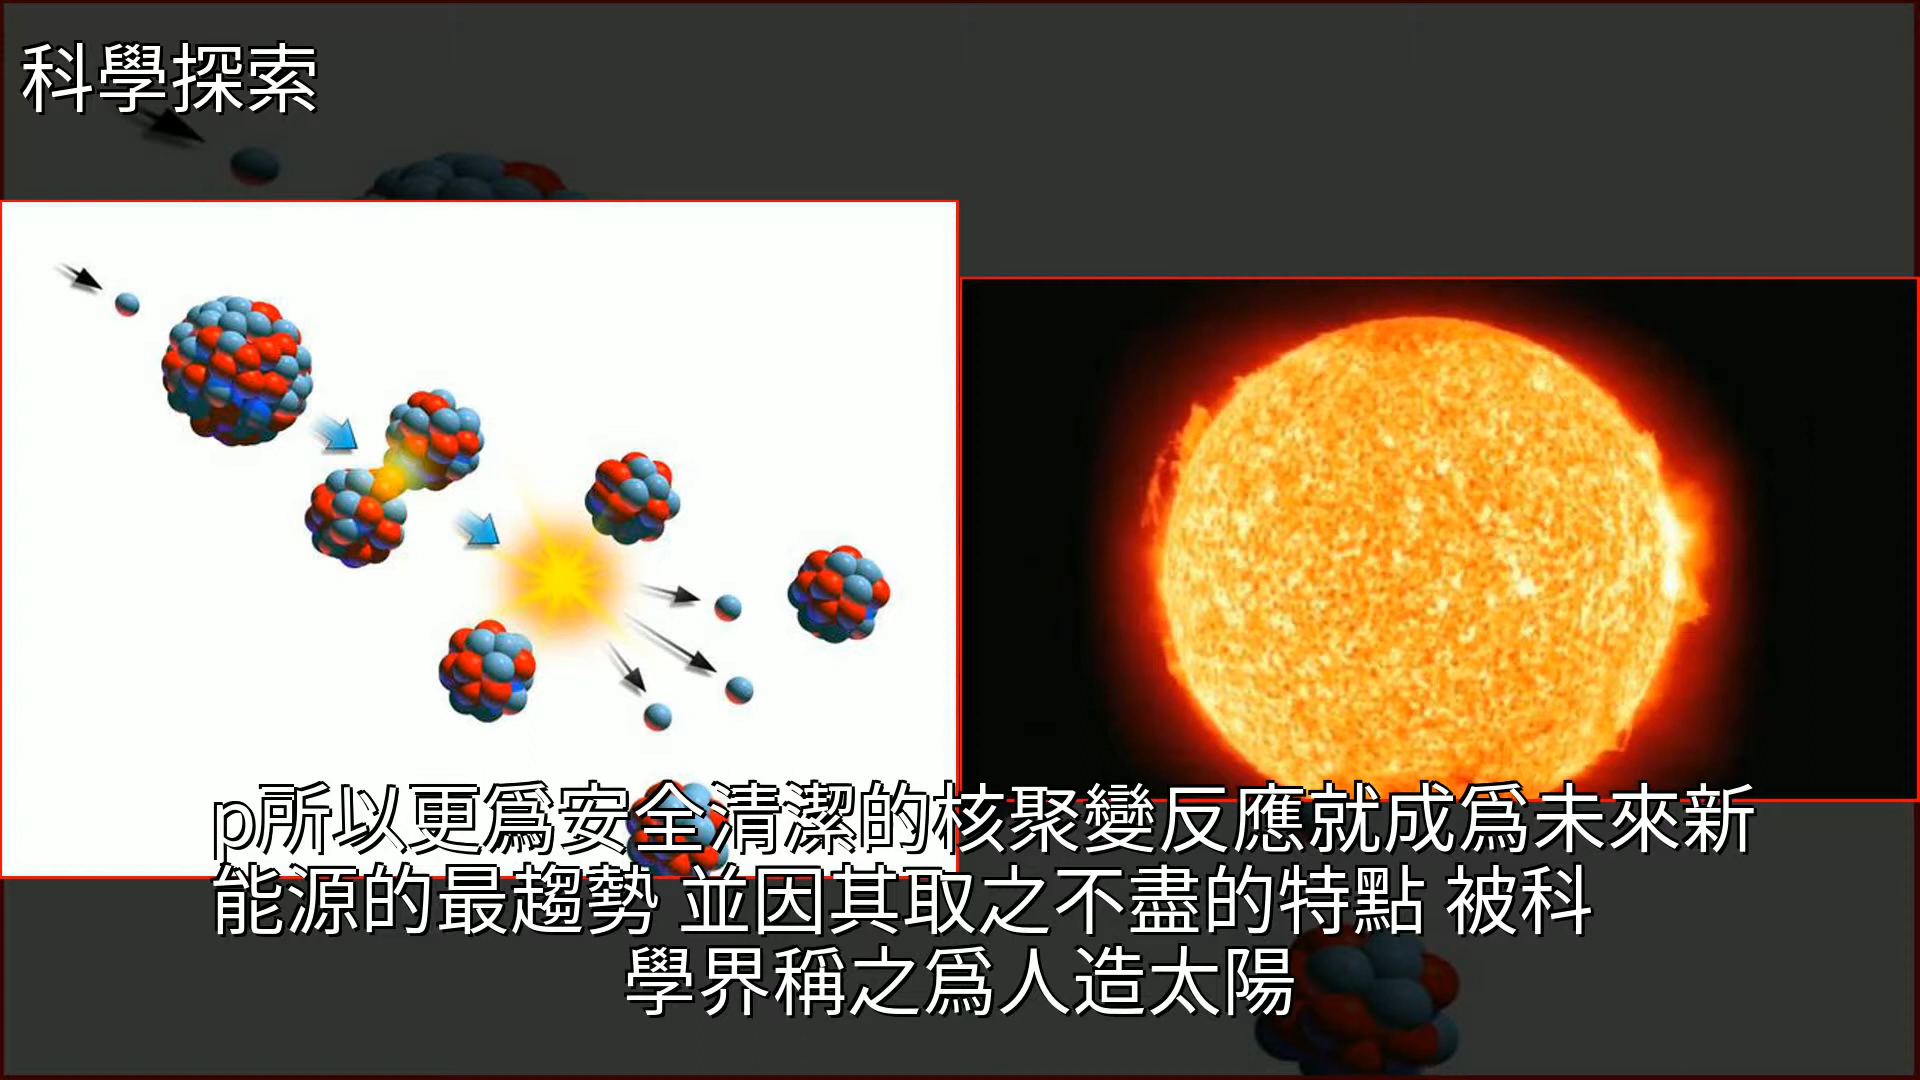 科學探索
p所以更爲安全清潔的核聚變反應就成爲未來新
能源的最趨勢 並因其取之不盡的特點 被科
學界稱之爲人造太陽